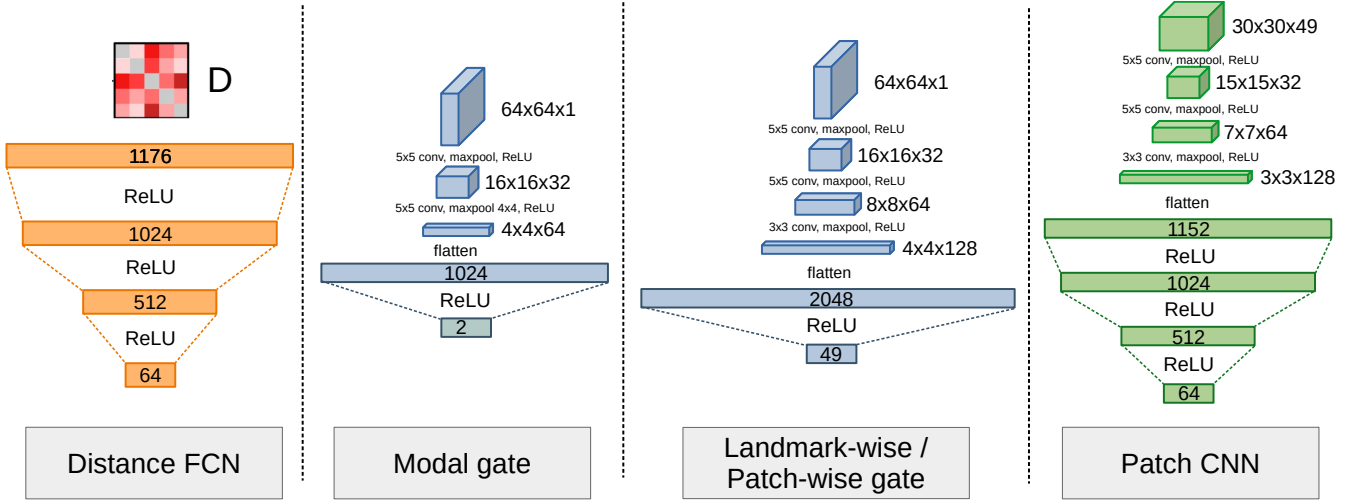 D
1176
ReLU
1024
ReLU
512
ReLU
64
Distance FCN
64x64x1
5x5 conv, maxpool, ReLU
16x16x32
5x5 conv, maxpool 4x4, ReLU
4x4x64
flatten
1024
ReLU
2
Modal gate
64x64x1
5x5 conv, maxpool, ReLU
16x16x32
5x5 conv, maxpool, ReLU
8x8x64
3x3 conv, maxpool, ReLU
4x4x128
flatten
2048
ReLU
49
Landmark-wise /
Patch-wise gate
30x30x49
5x5 conv, maxpool, ReLU
15x15x32
5x5 conv, maxpool, ReLU
7x7x64
3x3 conv, maxpool, ReLU
3x3x128
flatten
1152
ReLU
1024
ReLU
512
ReLU
64
Patch CNN